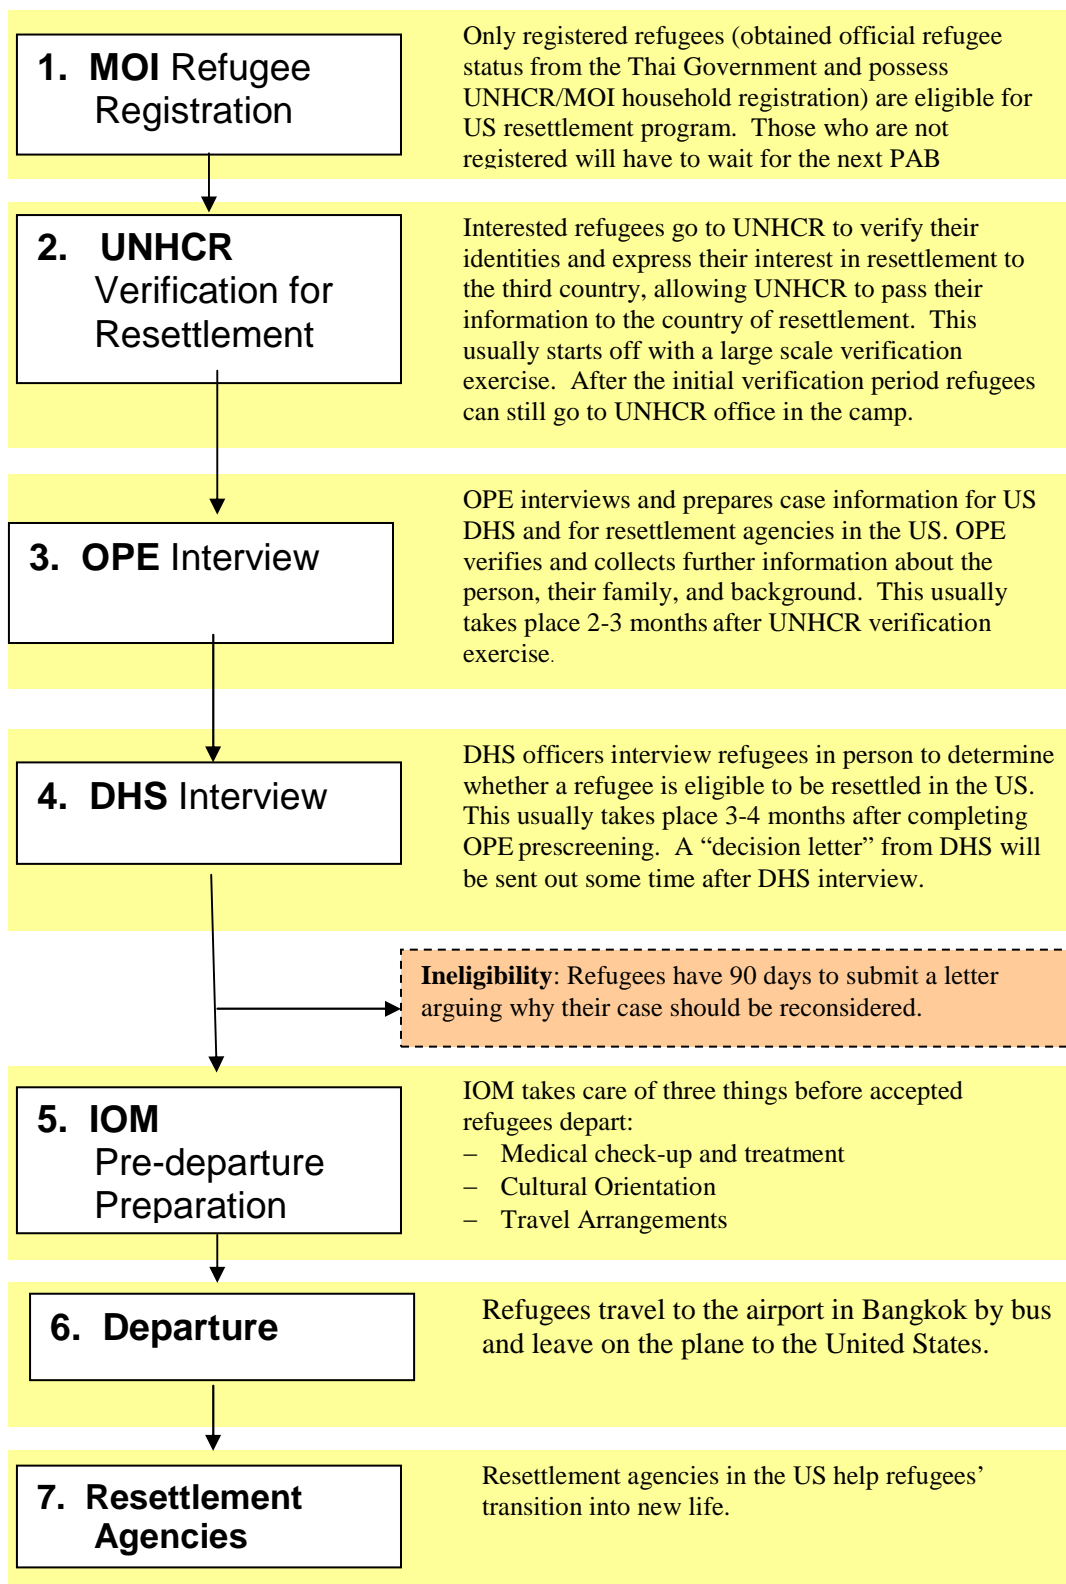 1. MOI Refugee
Registration
Only registered refugees (obtained official refugee
status from the Thai Government and possess
UNHCR/MOI household registration) are eligible for
US resettlement program. Those who are not
registered will have to wait for the next PAB
2. UNHCR
Verification for
Resettlement
Interested refugees go to UNHCR to verify their
identities and express their interest in resettlement to
the third country, allowing UNHCR to pass their
information to the country of resettlement. This
usually starts off with a large scale verification
exercise. After the initial verification period refugees
can still go to UNHCR office in the camp.
3. OPE Interview
OPE interviews and prepares case information for US
DHS and for resettlement agencies in the US. OPE
verifies and collects further information about the
person, their family, and background. This usually
takes place 2-3 months after UNHCR verification
exercise.
4. DHS Interview
DHS officers interview refugees in person to determine
whether a refugee is eligible to be resettled in the US.
This usually takes place 3-4 months after completing
OPE prescreening. A “decision letter” from DHS will
be sent out some time after DHS interview.
Ineligibility: Refugees have 90 days to submit a letter
arguing why their case should be reconsidered.
5. IOM
Pre-departure
Preparation
IOM takes care of three things before accepted
refugees depart:
– Medical check-up and treatment
– Cultural Orientation
– Travel Arrangements
6. Departure
Refugees travel to the airport in Bangkok by bus
and leave on the plane to the United States.
7. Resettlement
Agencies
Resettlement agencies in the US help refugees’
transition into new life.